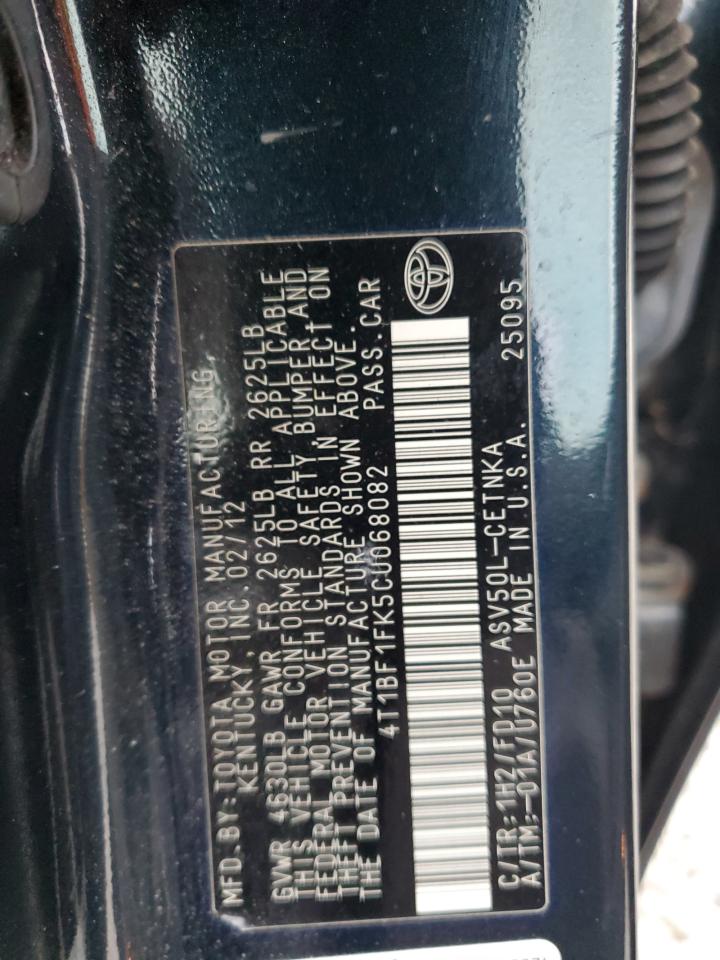 MFD. BY: TOYOTA MOTOR MANUFACTURING,
KENTUCKY, INC. 02/12
GVWR 4630LB GAWR FR 2625LB RR 2625LB
THIS VEHICLE CONFORMS TO ALL APPLICABLE
FEDERAL MOTOR VEHICLE SAFETY, BUMPER, AND
THEFT PREVENTION STANDARDS IN EFFECT ON
THE DATE OF MANUFACTURE SHOWN ABOVE.
4T1BF1FK5CU068082 PASS. CAR
C/TR: 1H2/FD10 ASV50L-CETNKA 25095
A/TM: -01A/U760E MADE IN U.S.A.